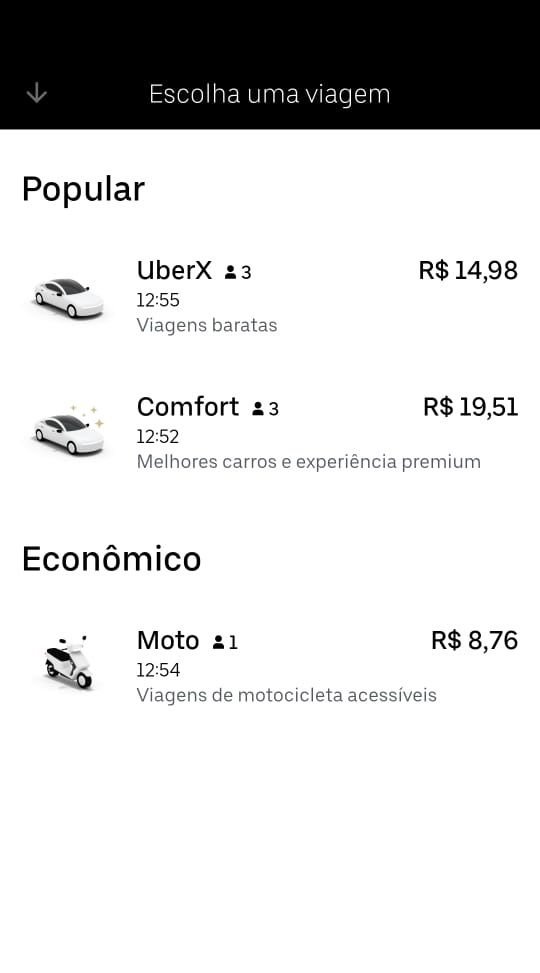 Escolha uma viagem
Popular
UberX 3 R$ 14,98
12:55
Viagens baratas
Comfort 3 R$ 19,51
12:52
Melhores carros e experiência premium
Econômico
Moto 1 R$ 8,76
12:54
Viagens de motocicleta acessíveis